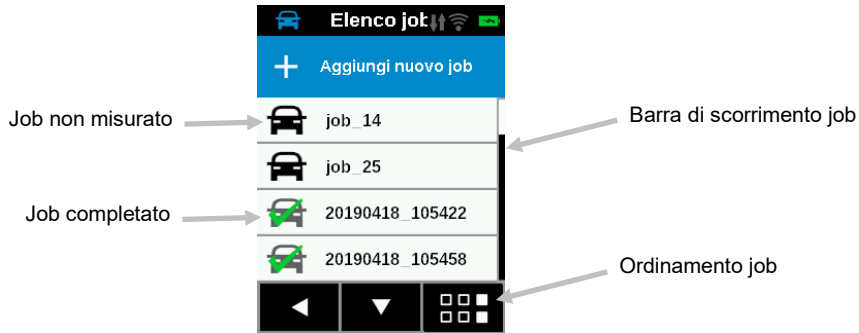 Elenco job
Aggiungi nuovo job
Job non misurato
job_14
Barra di scorrimento job
job_25
Job completato
20190418_105422
20190418_105458
Ordinamento job